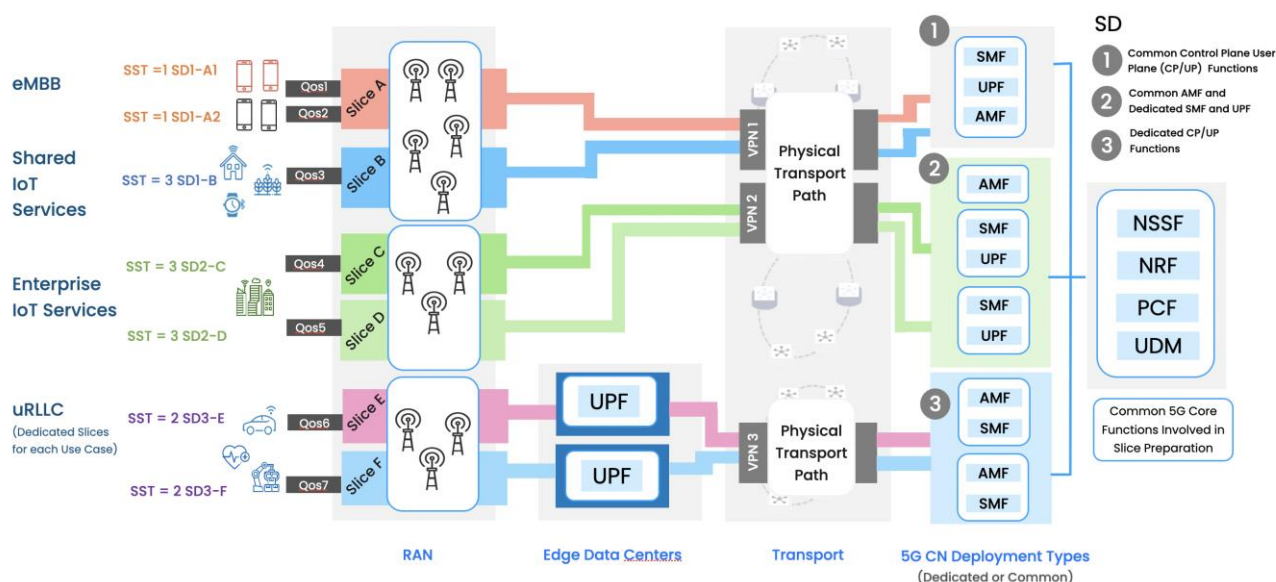 eMBB
SST =1 SD1-A1
SST =1 SD1-A2
Shared
IoT
Services
SST = 3 SD1-B
Enterprise
IoT Services
SST = 3 SD2-C
SST = 3 SD2-D
uRLLC
(Dedicated Slices
for each Use Case)
SST = 2 SD3-E
SST = 2 SD3-F
Qos1
Qos2
Qos3
Qos4
Qos5
Qos6
Qos7
Slice A
Slice B
Slice C
Slice D
Slice E
Slice F
RAN
UPF
UPF
Edge Data Centers
VPN 1
VPN 2
VPN 3
Physical
Transport
Path
Physical
Transport
Path
Transport
1
SMF
UPF
AMF
2
AMF
SMF
UPF
SMF
UPF
3
AMF
SMF
AMF
SMF
5G CN Deployment Types
(Dedicated or Common)
SD
1
Common Control Plane User
Plane (CP/UP) Functions
2
Common AMF and
Dedicated SMF and UPF
3
Dedicated CP/UP
Functions
NSSF
NRF
PCF
UDM
Common 5G Core
Functions Involved in
Slice Preparation